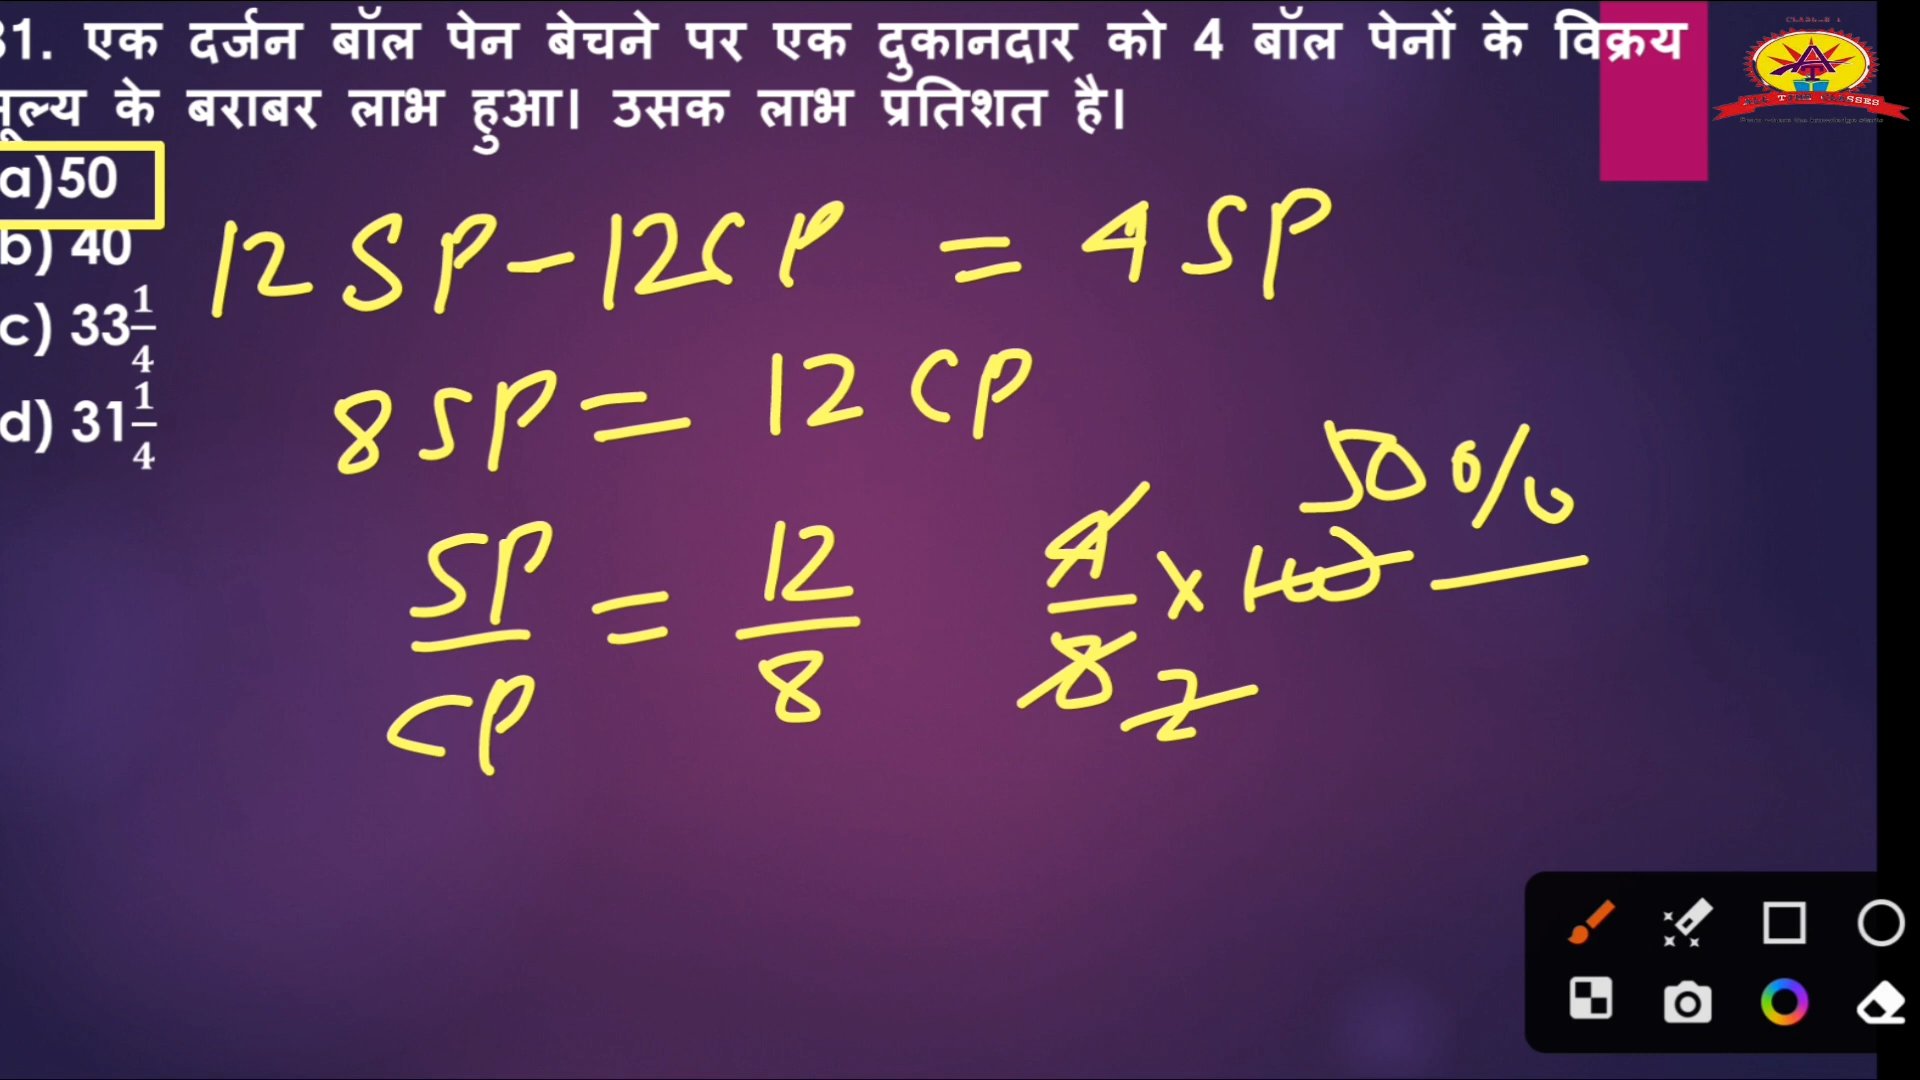 31. एक दर्जन बॉल पेन बेचने पर एक दुकानदार को 4 बॉल पेनों के विक्रय
मूल्य के बराबर लाभ हुआ। उसक लाभ प्रतिशत है।
a)50
b) 40
c) 33 1/4
d) 31 1/4
12 SP - 12CP = 4 SP
8 SP = 12 CP
SP/CP = 12/8
4/8 x 100 50%
2